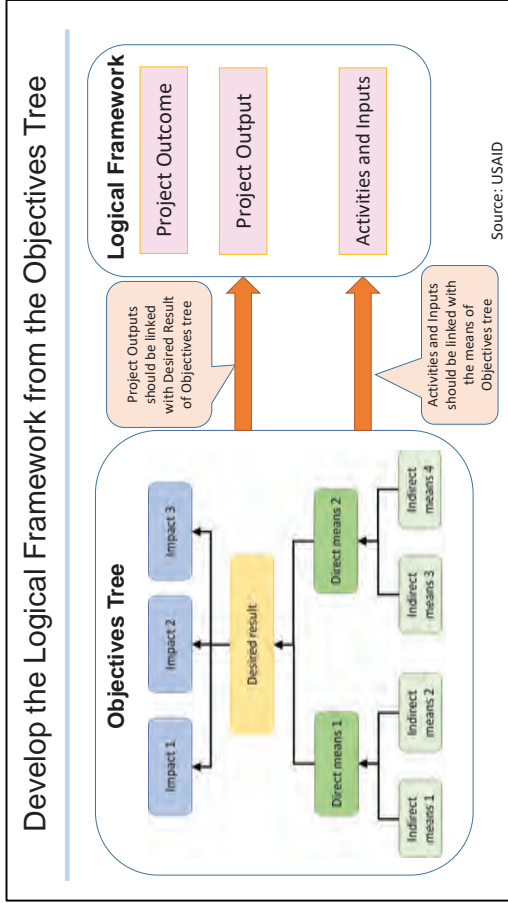 Develop the Logical Framework from the Objectives Tree
Objectives Tree
Impact 1
Impact 2
Impact 3
Desired result
Direct means 1
Direct means 2
Indirect
means 1
Indirect
means 2
Indirect
means 3
Indirect
means 4
Project Outputs
should be linked
with Desired Result
of Objectives tree
Activities and Inputs
should be linked with
the means of
Objectives tree
Logical Framework
Project Outcome
Project Output
Activities and Inputs
Source: USAID